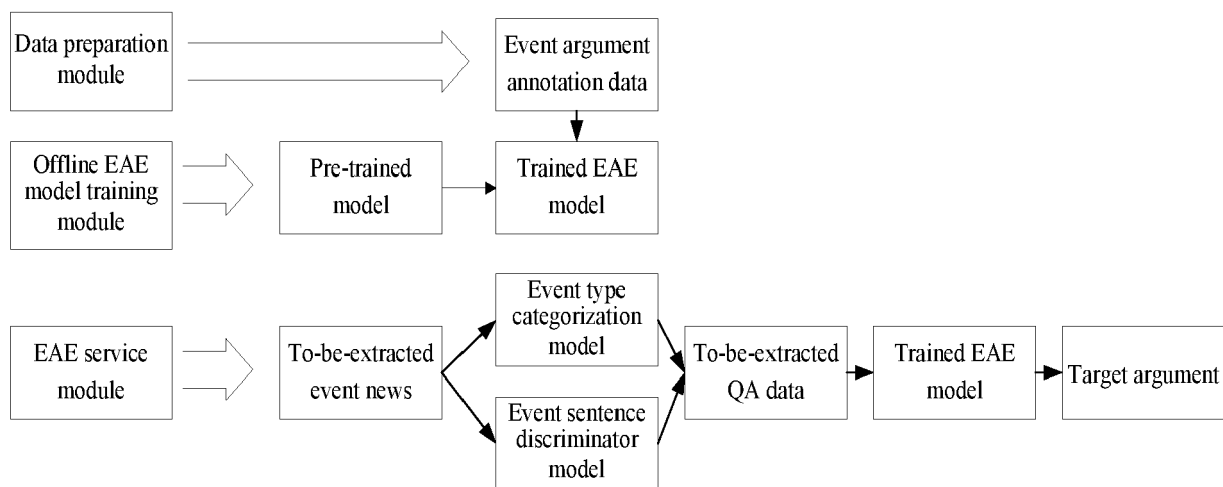 Data preparation
module
Event argument
annotation data
Offline EAE
model training
module
Pre-trained
model
Trained EAE
model
EAE service
module
To-be-extracted
event news
Event type
categorization
model
Event sentence
discriminator
model
To-be-extracted
QA data
Trained EAE
model
Target argument